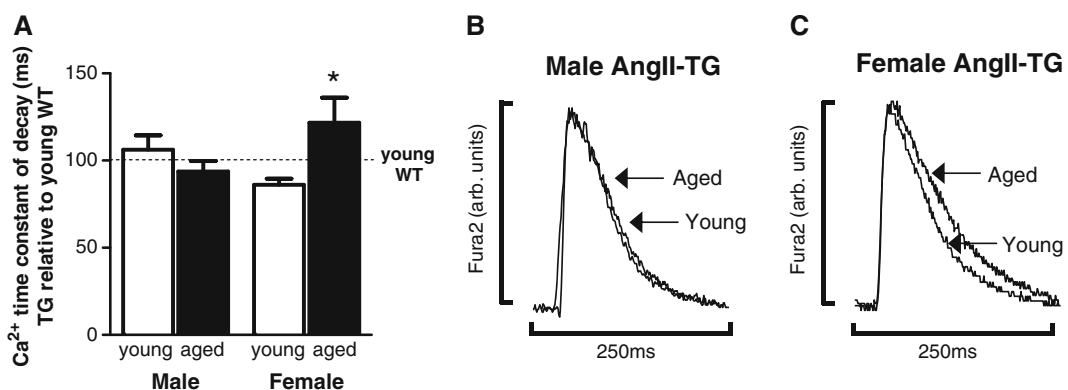 A
Ca2+ time constant of decay (ms)
TG relative to young WT
150
100
50
0
*
young
WT
young aged
young aged
Male
Female
B
Male AngII-TG
Fura2 (arb. units)
Aged
Young
250ms
C
Female AngII-TG
Fura2 (arb. units)
Aged
Young
250ms